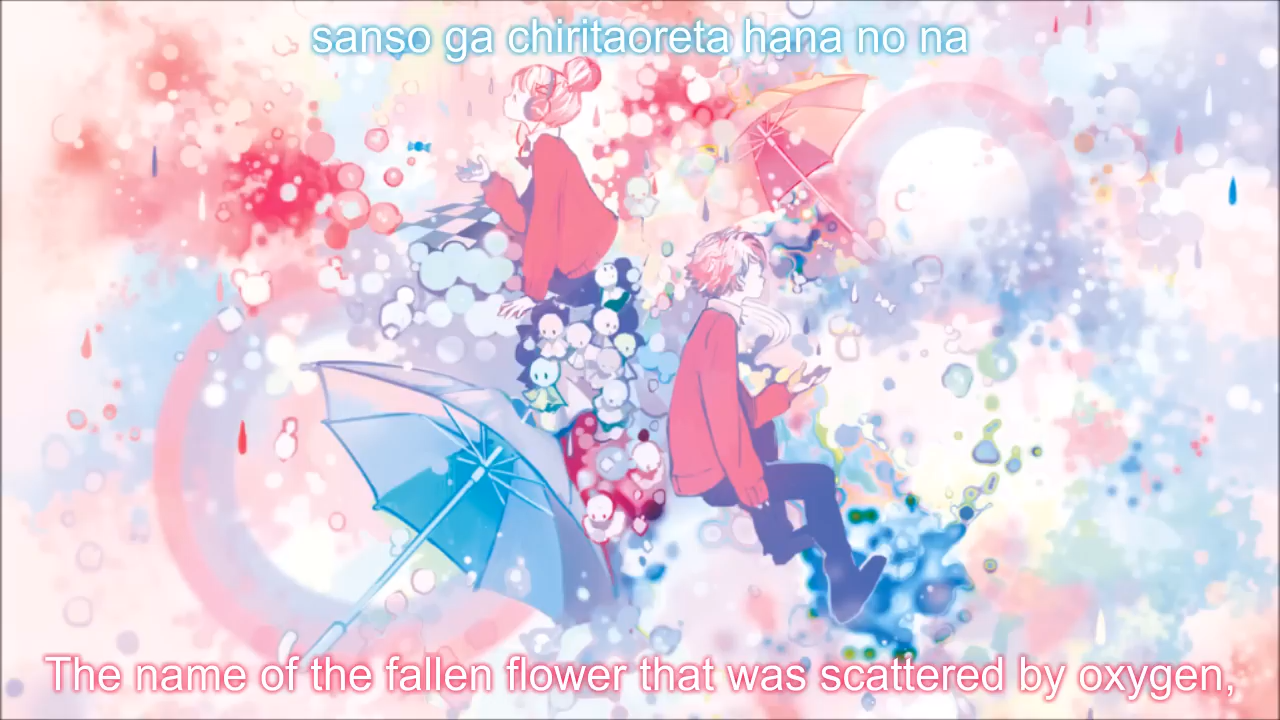 sanso ga chiritaoreta hana no na
The name of the fallen flower that was scattered by oxygen,